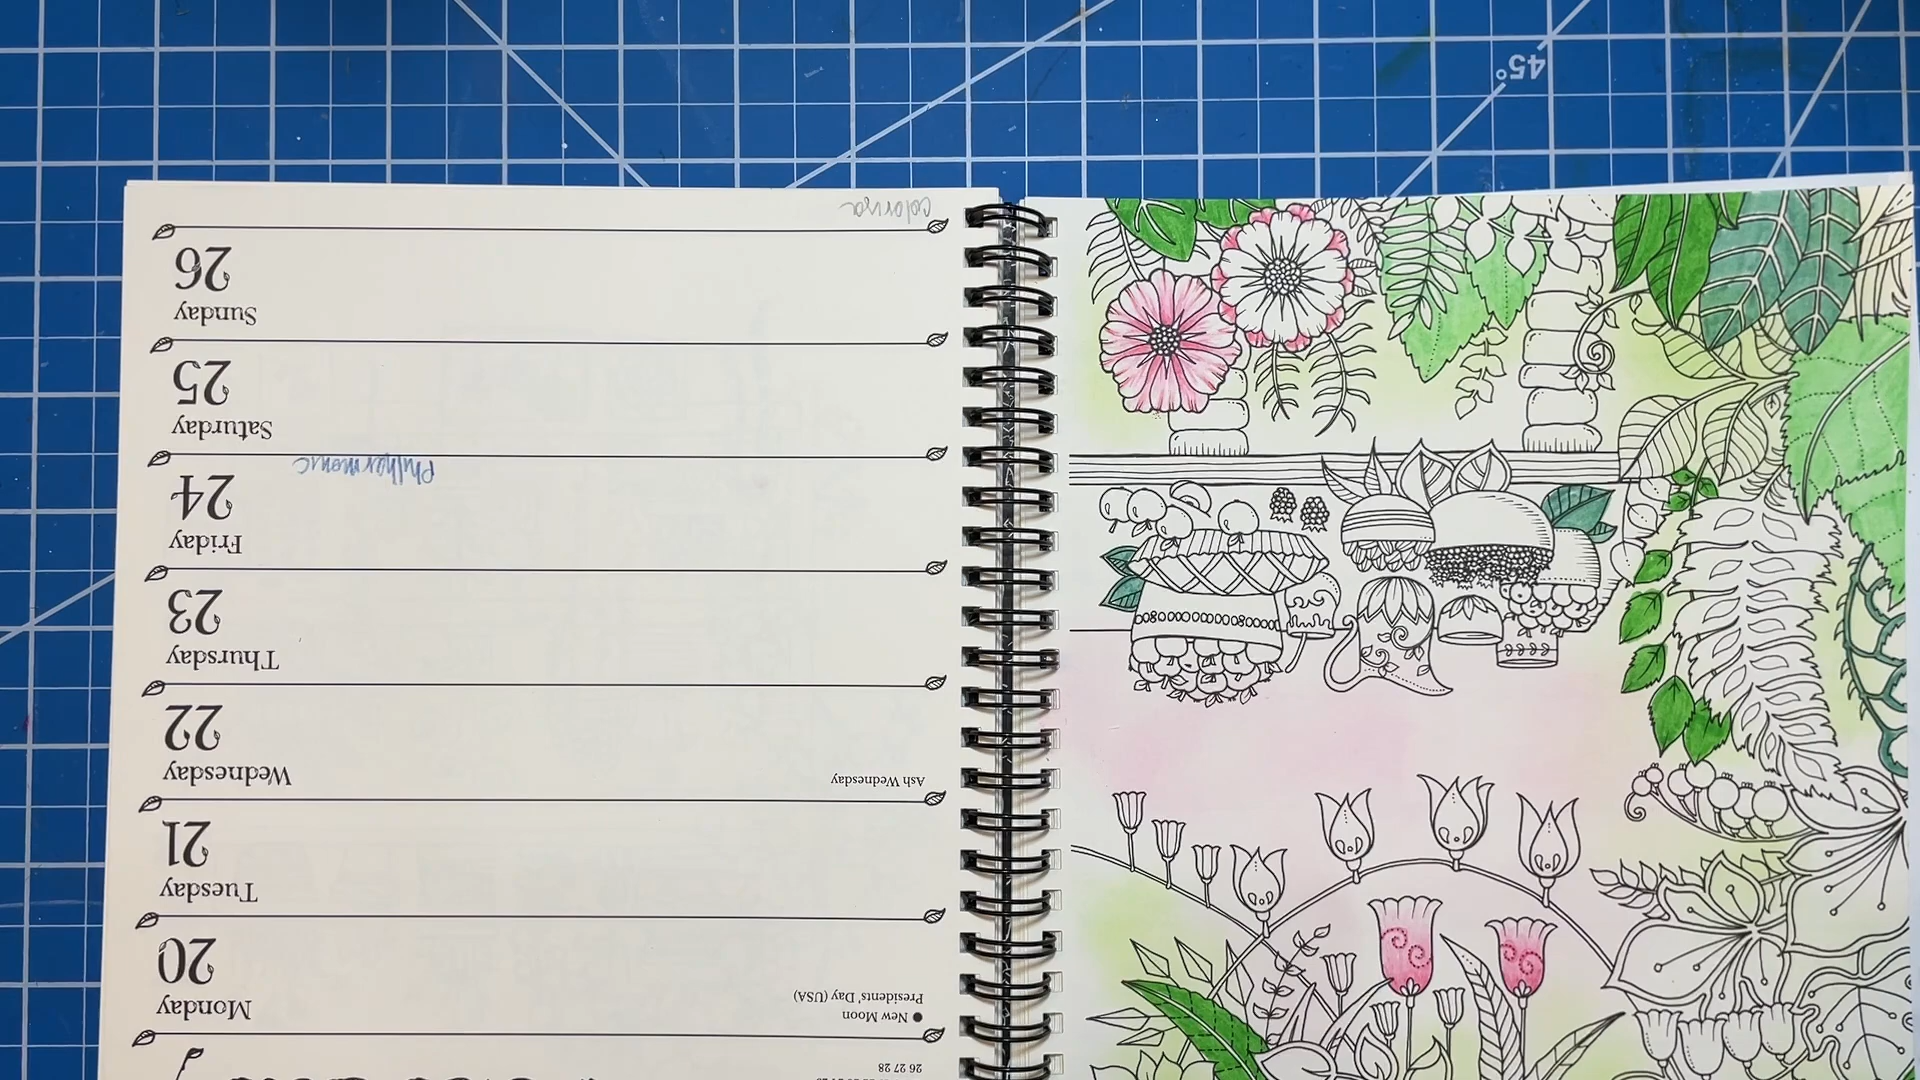 26 27 28
● New Moon
Presidents' Day (USA)
Monday
20
Tuesday
21
Ash Wednesday
Wednesday
22
Thursday
23
Friday
24
Philharmonic
Saturday
25
Sunday
26
45°